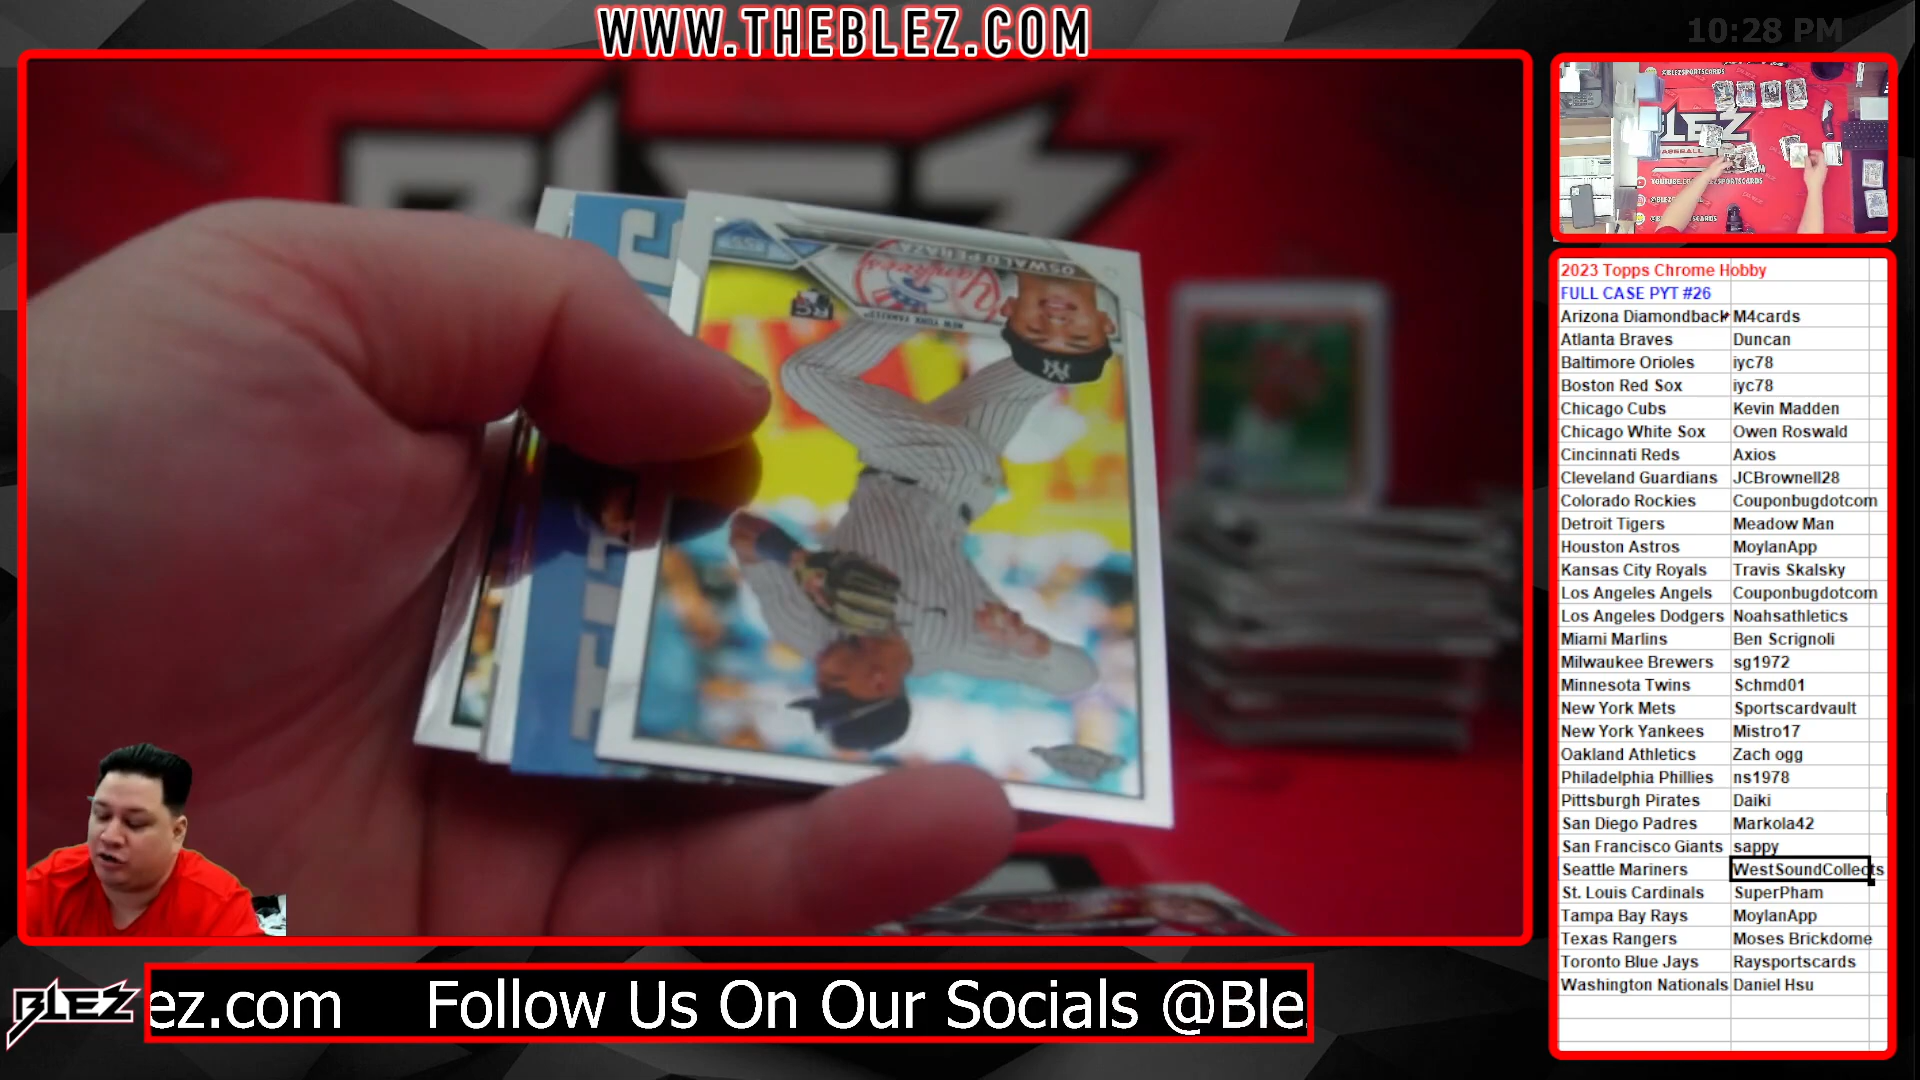 WWW.THEBLEZ.COM
10:28 PM
BLEZ
OSWALD PERAZA
Yankees
NEW YORK YANKEES
RC
@BLEZSPORTSCARDS
BLEZ
BASEBALL
2023 Topps Chrome Hobby
FULL CASE PYT #26
Arizona Diamondback M4cards
Atlanta Braves Duncan
Baltimore Orioles iyc78
Boston Red Sox iyc78
Chicago Cubs Kevin Madden
Chicago White Sox Owen Roswald
Cincinnati Reds Axios
Cleveland Guardians JCBrownell28
Colorado Rockies Couponbugdotcom
Detroit Tigers Meadow Man
Houston Astros MoylanApp
Kansas City Royals Travis Skalsky
Los Angeles Angels Couponbugdotcom
Los Angeles Dodgers Noahsathletics
Miami Marlins Ben Scrignoli
Milwaukee Brewers sg1972
Minnesota Twins Schmd01
New York Mets Sportscardvault
New York Yankees Mistro17
Oakland Athletics Zach ogg
Philadelphia Phillies ns1978
Pittsburgh Pirates Daiki
San Diego Padres Markola42
San Francisco Giants sappy
Seattle Mariners WestSoundCollects
St. Louis Cardinals SuperPham
Tampa Bay Rays MoylanApp
Texas Rangers Moses Brickdome
Toronto Blue Jays Raysportscards
Washington Nationals Daniel Hsu
BLEZ
ez.com Follow Us On Our Socials @Ble